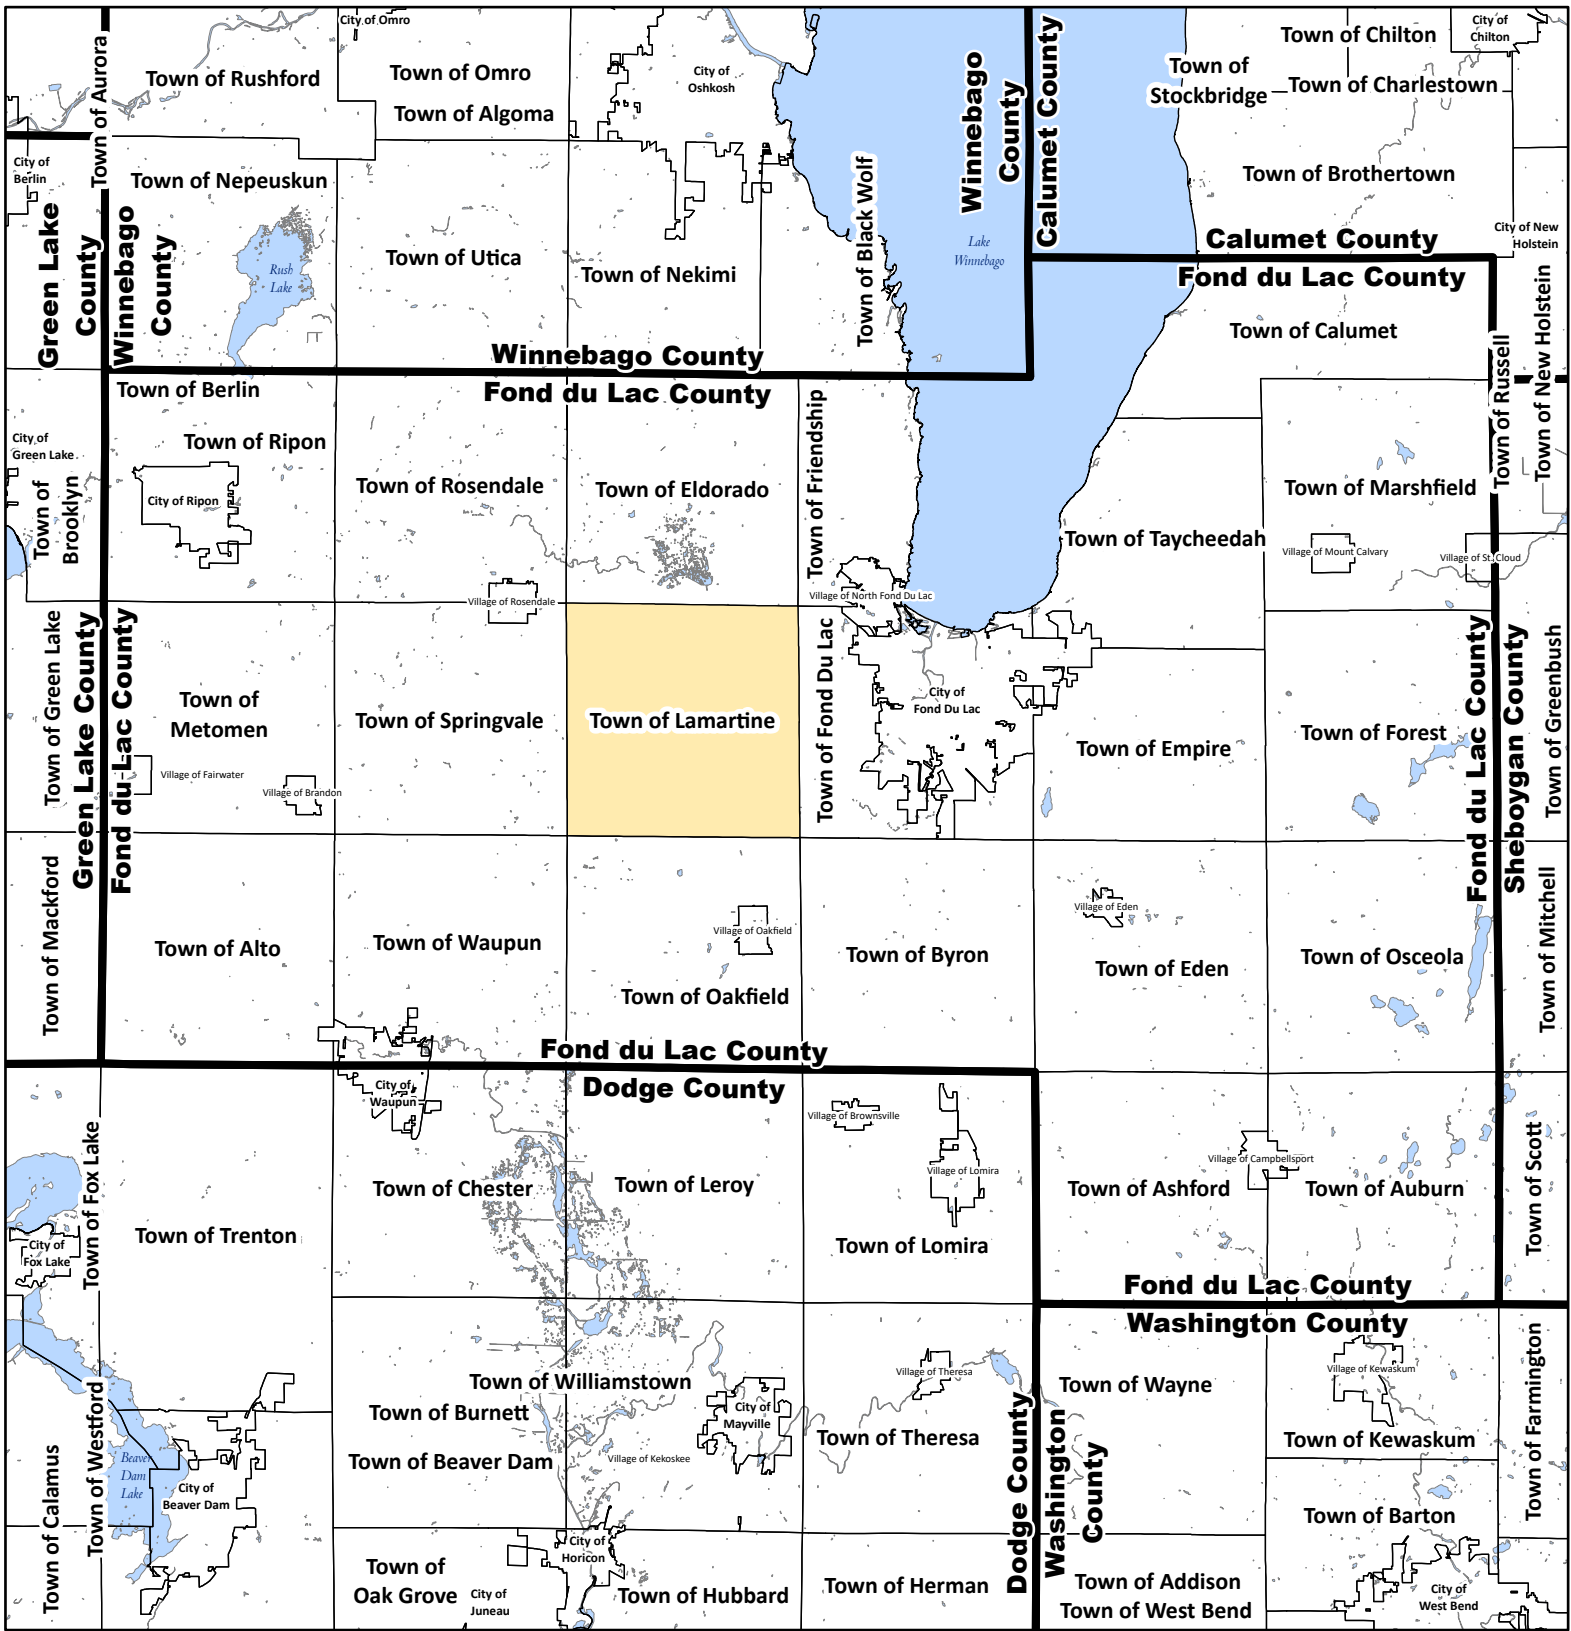 City of Omro
Town of Rushford
Town of Omro
Town of Algoma
City of
Oshkosh
Winnebago
County
Calumet County
Town of
Stockbridge
Town of Chilton
City of
Chilton
Town of Charlestown
Town of Aurora
City of
Berlin
Town of Nepeuskun
Town of Brothertown
Green Lake
County
Winnebago
County
Rush
Lake
Town of Utica
Town of Nekimi
Town of Black Wolf
Lake
Winnebago
Calumet County
Fond du Lac County
City of New
Holstein
Town of Calumet
Winnebago County
Fond du Lac County
Town of Russell
Town of New Holstein
Town of Berlin
City of
Green Lake
Town of Ripon
City of Ripon
Town of
Brooklyn
Town of Rosendale
Town of Eldorado
Town of Friendship
Town of Taycheedah
Town of Marshfield
Village of Mount Calvary
Village of St. Cloud
Village of Rosendale
Village of North Fond Du Lac
Town of Green Lake
Green Lake County
Fond du Lac County
Town of
Metomen
Village of Fairwater
Village of Brandon
Town of Springvale
Town of Lamartine
Town of Fond Du Lac
City of
Fond Du Lac
Town of Empire
Town of Forest
Fond du Lac County
Sheboygan County
Town of Greenbush
Town of Mackford
Town of Alto
Town of Waupun
Village of Oakfield
Town of Oakfield
Town of Byron
Village of Eden
Town of Eden
Town of Osceola
Town of Mitchell
Fond du Lac County
Dodge County
City of
Waupun
Village of Brownsville
Village of Lomira
Village of Campbellsport
Town of Fox Lake
City of
Fox Lake
Town of Trenton
Town of Chester
Town of Leroy
Town of Lomira
Town of Ashford
Town of Auburn
Town of Scott
Fond du Lac County
Washington County
Town of Williamstown
Town of Burnett
Town of Beaver Dam
Village of Kekoskee
City of
Mayville
Village of Theresa
Town of Theresa
Town of Wayne
Village of Kewaskum
Town of Kewaskum
Town of Farmington
Town of Calamus
Town of Westford
Beaver
Dam
Lake
City of
Beaver Dam
Dodge County
Washington
County
Town of Barton
Town of
Oak Grove
City of
Juneau
City of
Horicon
Town of Hubbard
Town of Herman
Town of Addison
Town of West Bend
City of
West Bend